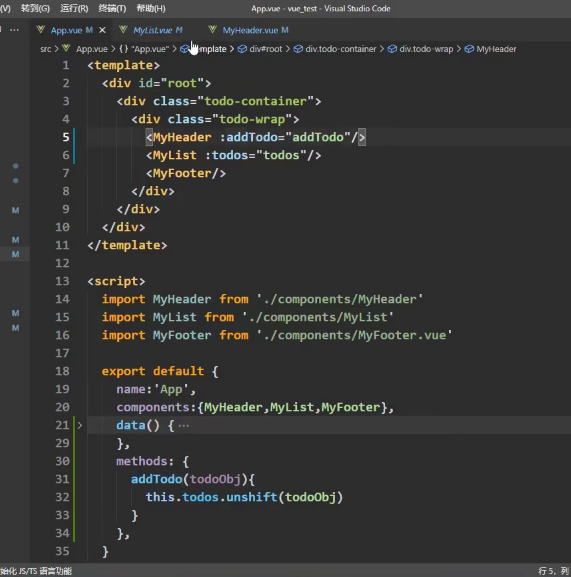 (V) 转到(G) 运行(R) 终端(T) 帮助(H) App.vue - vue_test - Visual Studio Code
··· App.vue M × MyList.vue M MyHeader.vue M
src > App.vue > {} "App.vue" > template > div#root > div.todo-container > div.todo-wrap > MyHeader
1 <template>
2 <div id="root">
3 <div class="todo-container">
4 <div class="todo-wrap">
5 <MyHeader :addTodo="addTodo"/>
6 <MyList :todos="todos"/>
7 <MyFooter/>
8 </div>
9 </div>
10 </div>
11 </template>
12
13 <script>
14 import MyHeader from './components/MyHeader'
15 import MyList from './components/MyList'
16 import MyFooter from './components/MyFooter.vue'
17
18 export default {
19 name:'App',
20 components:{MyHeader,MyList,MyFooter},
21 > data() { ···
29 },
30 methods: {
31 addTodo(todoObj){
32 this.todos.unshift(todoObj)
33 }
34 },
35 }
M
M
M
M
M
始化 JS/TS 语言功能 行 5，列